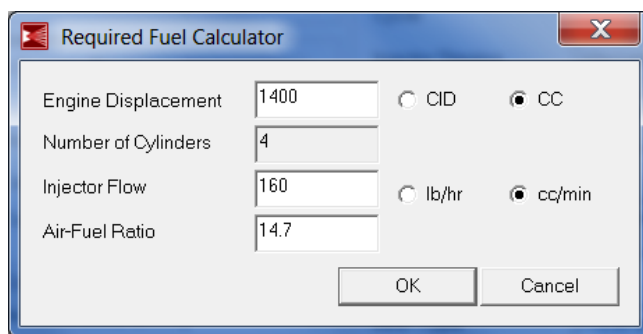 Required Fuel Calculator
Engine Displacement 1400 CID CC
Number of Cylinders 4
Injector Flow 160 lb/hr cc/min
Air-Fuel Ratio 14.7
OK Cancel